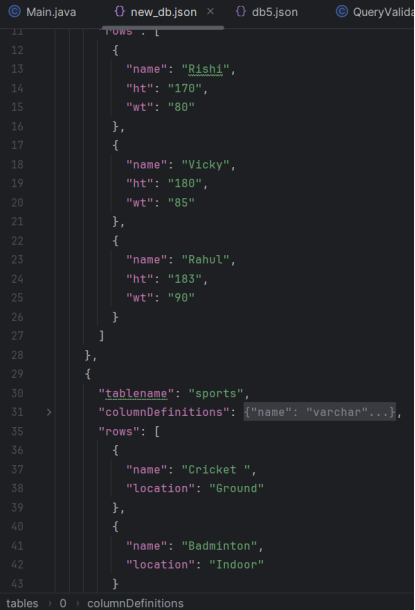 Main.java new_db.json × db5.json QueryValida
11 "rows": [
12 {
13 "name": "Rishi",
14 "ht": "170",
15 "wt": "80"
16 },
17 {
18 "name": "Vicky",
19 "ht": "180",
20 "wt": "85"
21 },
22 {
23 "name": "Rahul",
24 "ht": "183",
25 "wt": "90"
26 }
27 ]
28 },
29 {
30 "tablename": "sports",
31 > "columnDefinitions": {"name": "varchar"...},
35 "rows": [
36 {
37 "name": "Cricket ",
38 "location": "Ground"
39 },
40 {
41 "name": "Badminton",
42 "location": "Indoor"
43 }
tables > 0 > columnDefinitions